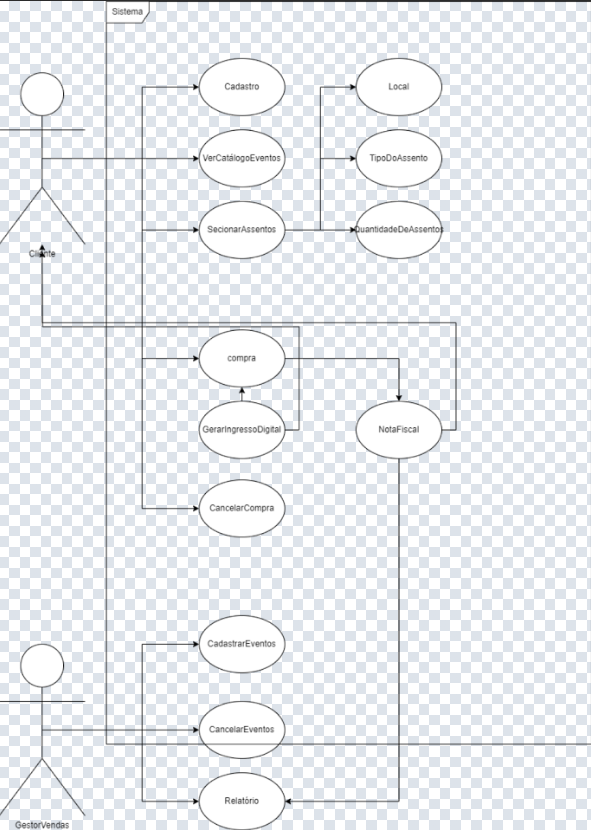 Sistema
Cadastro
Local
VerCatálogoEventos
TipoDoAssento
SecionarAssentos
QuantidadeDeAssentos
Cliente
compra
GerarIngressoDigital
NotaFiscal
CancelarCompra
CadastrarEventos
CancelarEventos
Relatório
GestorVendas